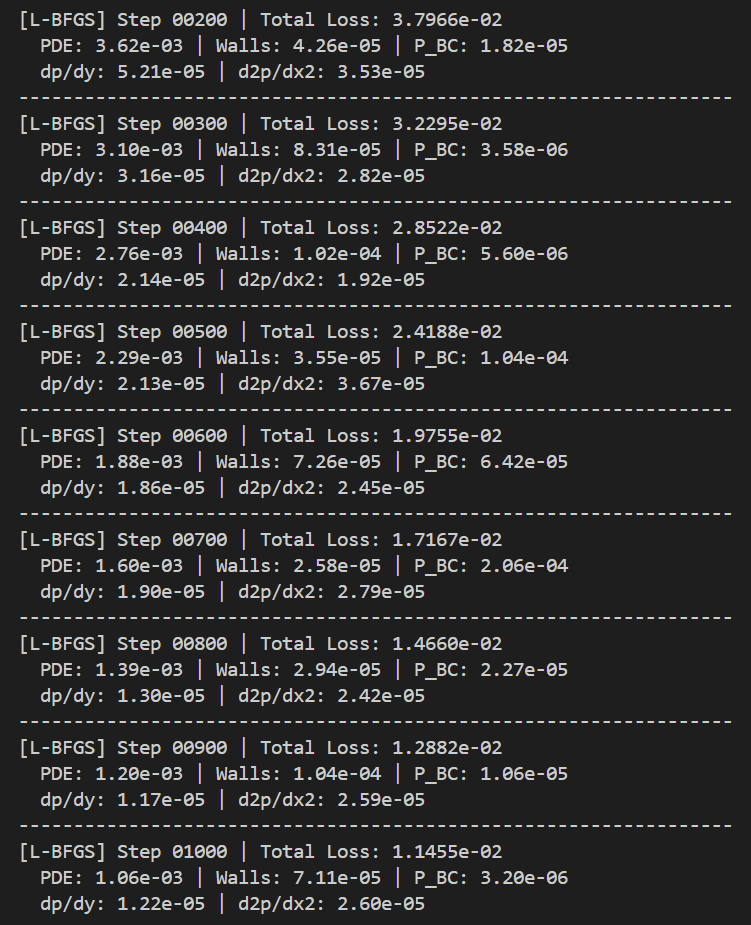 [L-BFGS] Step 00200 | Total Loss: 3.7966e-02
PDE: 3.62e-03 | Walls: 4.26e-05 | P_BC: 1.82e-05
dp/dy: 5.21e-05 | d2p/dx2: 3.53e-05
-----------------------------------------------------------------
[L-BFGS] Step 00300 | Total Loss: 3.2295e-02
PDE: 3.10e-03 | Walls: 8.31e-05 | P_BC: 3.58e-06
dp/dy: 3.16e-05 | d2p/dx2: 2.82e-05
-----------------------------------------------------------------
[L-BFGS] Step 00400 | Total Loss: 2.8522e-02
PDE: 2.76e-03 | Walls: 1.02e-04 | P_BC: 5.60e-06
dp/dy: 2.14e-05 | d2p/dx2: 1.92e-05
-----------------------------------------------------------------
[L-BFGS] Step 00500 | Total Loss: 2.4188e-02
PDE: 2.29e-03 | Walls: 3.55e-05 | P_BC: 1.04e-04
dp/dy: 2.13e-05 | d2p/dx2: 3.67e-05
-----------------------------------------------------------------
[L-BFGS] Step 00600 | Total Loss: 1.9755e-02
PDE: 1.88e-03 | Walls: 7.26e-05 | P_BC: 6.42e-05
dp/dy: 1.86e-05 | d2p/dx2: 2.45e-05
-----------------------------------------------------------------
[L-BFGS] Step 00700 | Total Loss: 1.7167e-02
PDE: 1.60e-03 | Walls: 2.58e-05 | P_BC: 2.06e-04
dp/dy: 1.90e-05 | d2p/dx2: 2.79e-05
-----------------------------------------------------------------
[L-BFGS] Step 00800 | Total Loss: 1.4660e-02
PDE: 1.39e-03 | Walls: 2.94e-05 | P_BC: 2.27e-05
dp/dy: 1.30e-05 | d2p/dx2: 2.42e-05
-----------------------------------------------------------------
[L-BFGS] Step 00900 | Total Loss: 1.2882e-02
PDE: 1.20e-03 | Walls: 1.04e-04 | P_BC: 1.06e-05
dp/dy: 1.17e-05 | d2p/dx2: 2.59e-05
-----------------------------------------------------------------
[L-BFGS] Step 01000 | Total Loss: 1.1455e-02
PDE: 1.06e-03 | Walls: 7.11e-05 | P_BC: 3.20e-06
dp/dy: 1.22e-05 | d2p/dx2: 2.60e-05